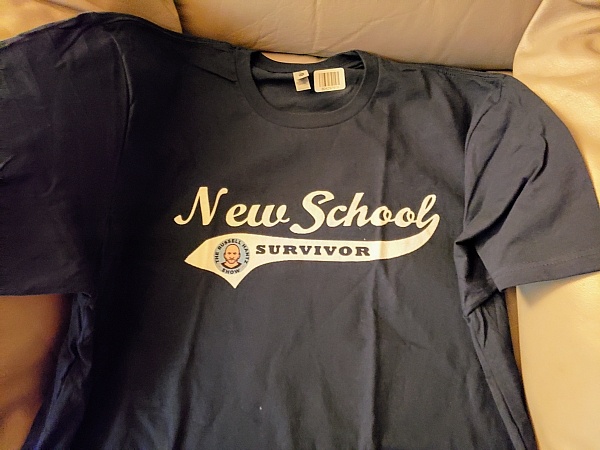 New School
SURVIVOR
THE RUSSELL HANTZ
SHOW